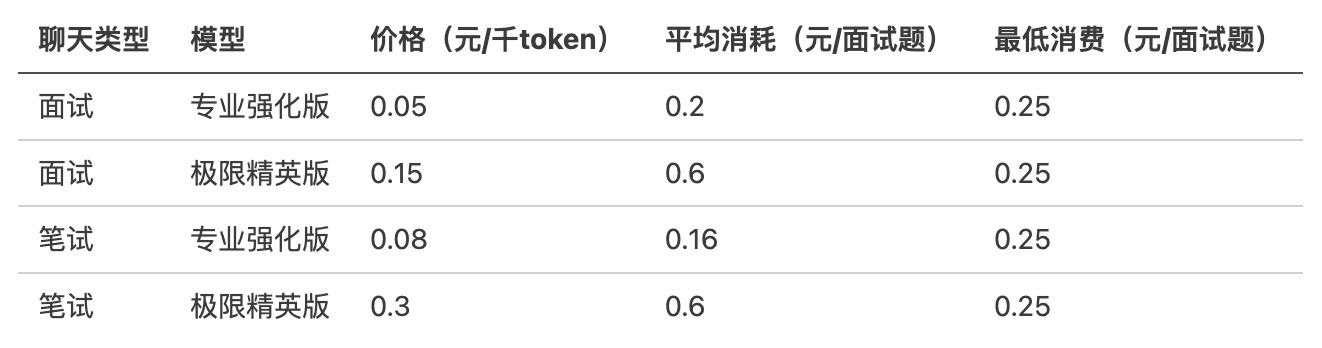 聊天类型 模型 价格（元/千token） 平均消耗（元/面试题） 最低消费（元/面试题）
面试 专业强化版 0.05 0.2 0.25
面试 极限精英版 0.15 0.6 0.25
笔试 专业强化版 0.08 0.16 0.25
笔试 极限精英版 0.3 0.6 0.25